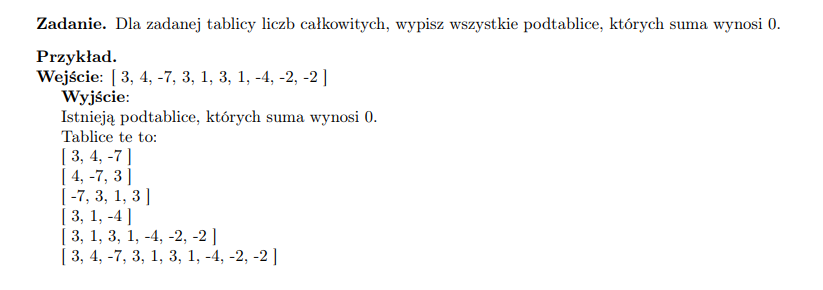 Zadanie. Dla zadanej tablicy liczb całkowitych, wypisz wszystkie podtablice, których suma wynosi 0.
Przykład.
Wejście: [ 3, 4, -7, 3, 1, 3, 1, -4, -2, -2 ]
Wyjście:
Istnieją podtablice, których suma wynosi 0.
Tablice te to:
[ 3, 4, -7 ]
[ 4, -7, 3 ]
[ -7, 3, 1, 3 ]
[ 3, 1, -4 ]
[ 3, 1, 3, 1, -4, -2, -2 ]
[ 3, 4, -7, 3, 1, 3, 1, -4, -2, -2 ]